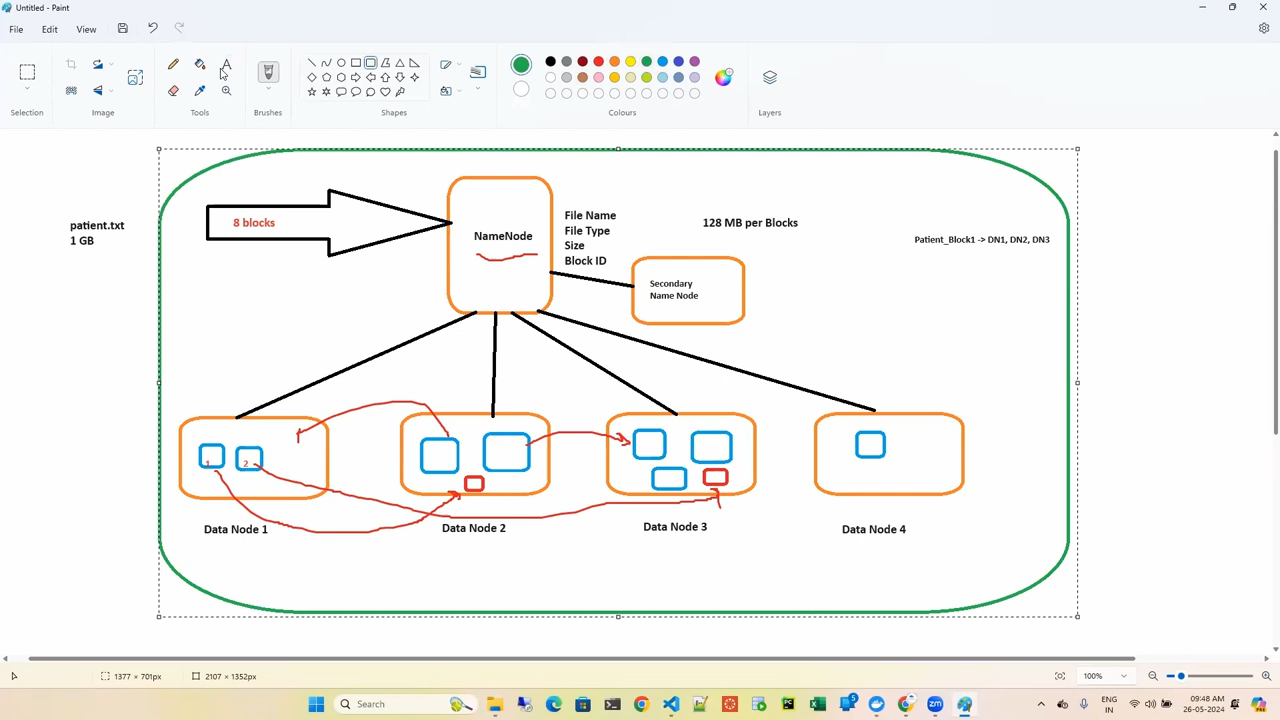 Untitled - Paint
File
Edit
View
Selection
Image
Tools
Brushes
Shapes
Colours
Layers
patient.txt
1 GB
8 blocks
NameNode
File Name
File Type
Size
Block ID
128 MB per Blocks
Patient_Block1 -> DN1, DN2, DN3
Secondary
Name Node
1
2
Data Node 1
Data Node 2
Data Node 3
Data Node 4
1377 × 701px
2107 × 1352px
100%
Search
ENG
IN
09:48 AM
26-05-2024